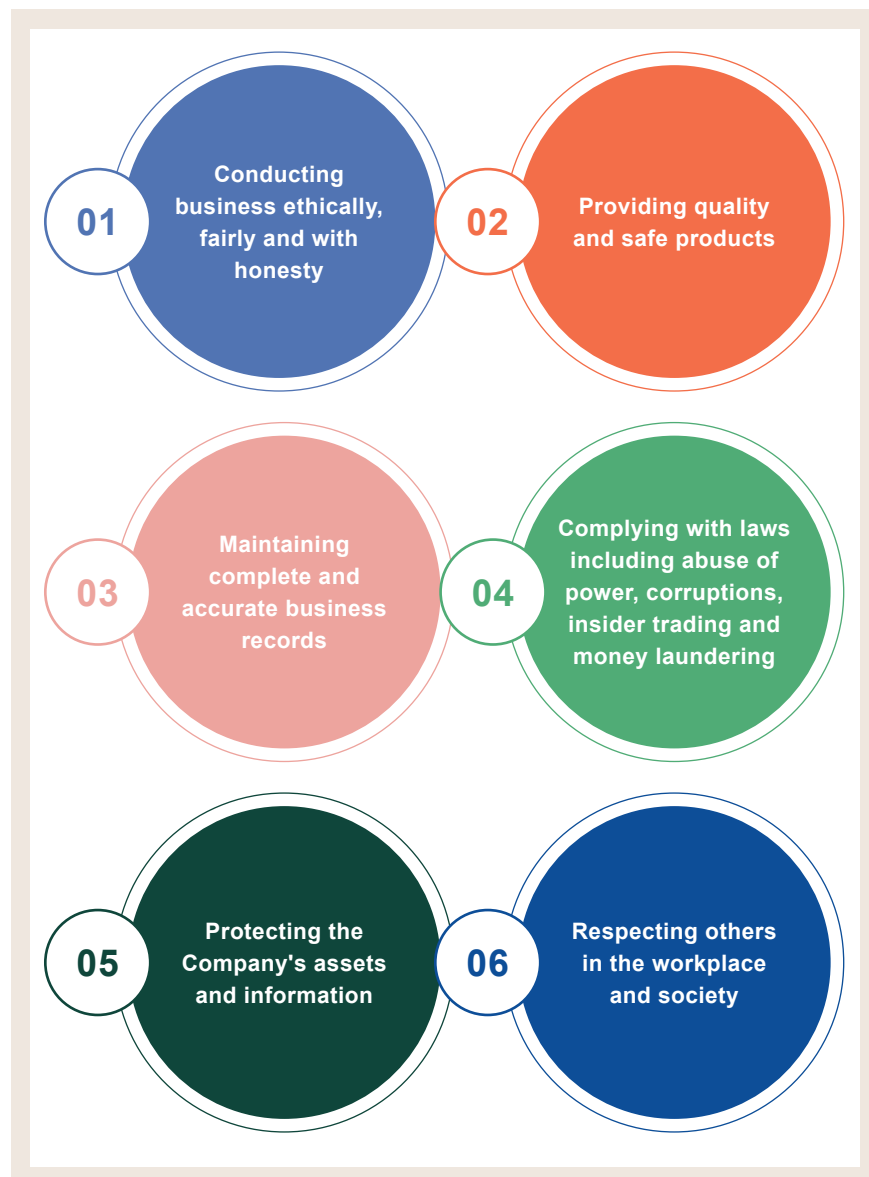 01
Conducting
business ethically,
fairly and with
honesty
02
Providing quality
and safe products
03
Maintaining
complete and
accurate business
records
04
Complying with laws
including abuse of
power, corruptions,
insider trading and
money laundering
05
Protecting the
Company's assets
and information
06
Respecting others
in the workplace
and society